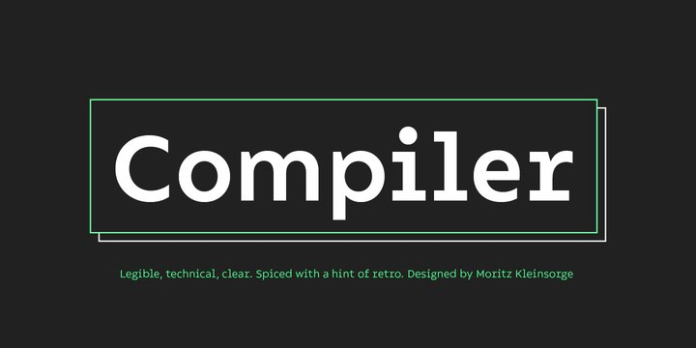 Compiler
Legible, technical, clear. Spiced with a hint of retro. Designed by Moritz Kleinsorge